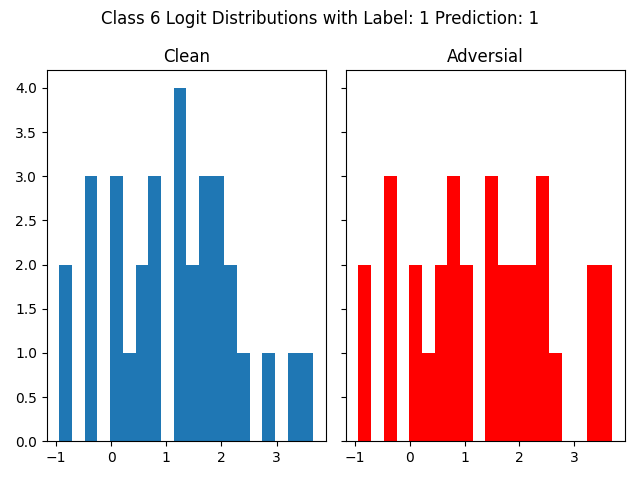 Class 6 Logit Distributions with Label: 1 Prediction: 1
Clean
Adversial
4.0
3.5
3.0
2.5
2.0
1.5
1.0
0.5
0.0
−1 0 1 2 3
−1 0 1 2 3